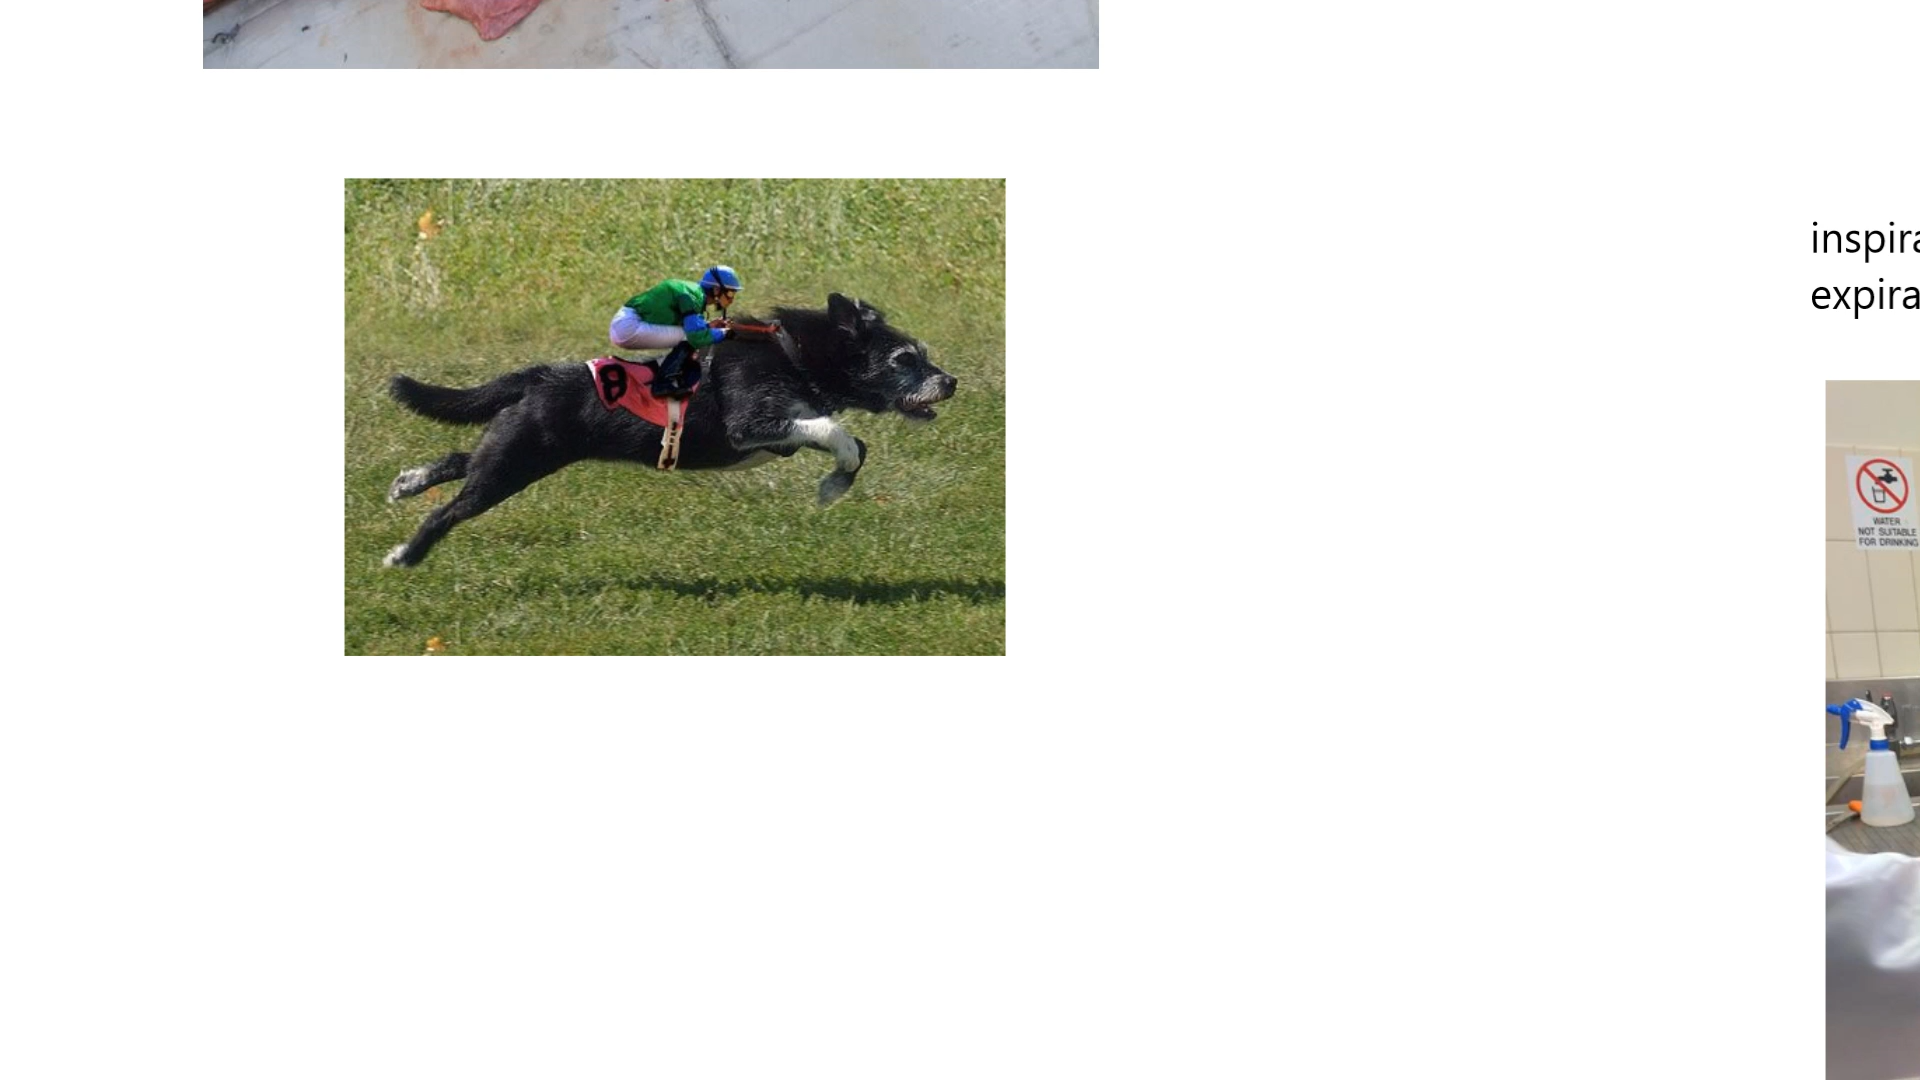 8
inspira
expira
WATER
NOT SUITABLE
FOR DRINKING